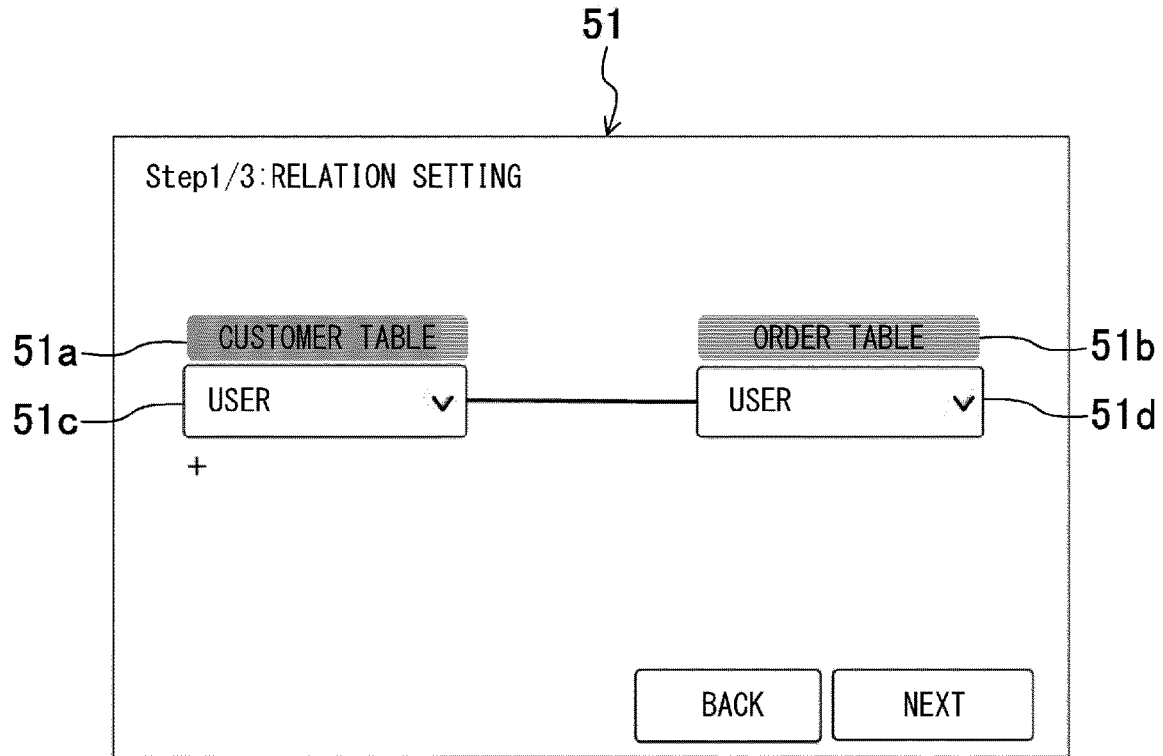 51
Step1/3:RELATION SETTING
51a CUSTOMER TABLE ORDER TABLE 51b
51c USER USER 51d
+
BACK NEXT